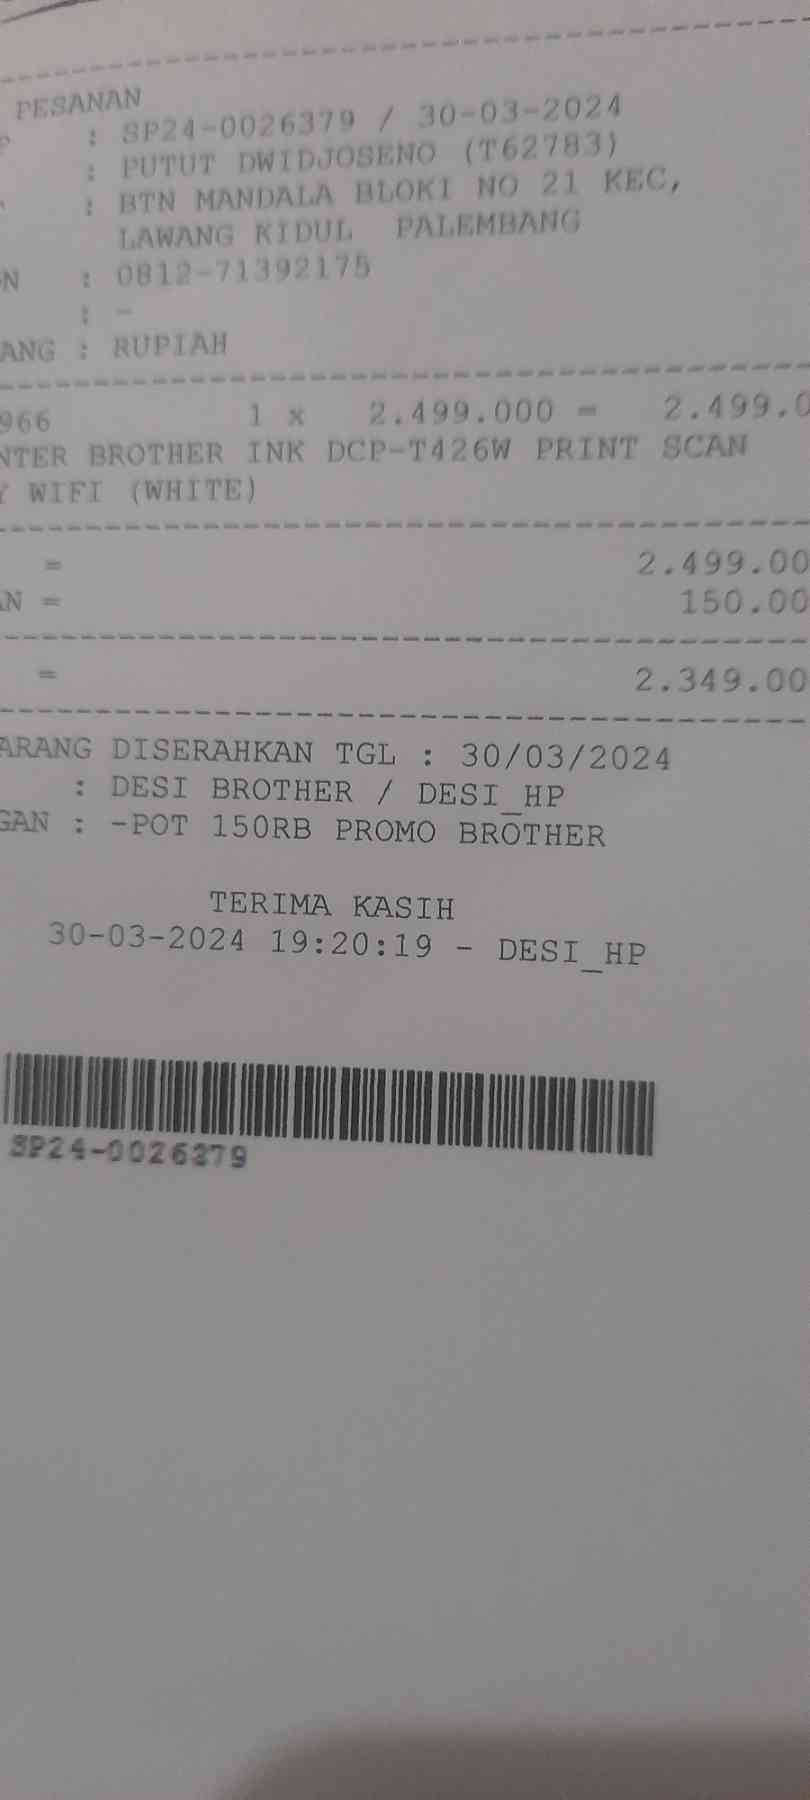 PESANAN
P : SP24-0026379 / 30-03-2024
: PUTUT DWIDJOSENO (T62783)
: BTN MANDALA BLOKI NO 21 KEC,
LAWANG KIDUL PALEMBANG
N : 0812-71392175
: -
ANG : RUPIAH
966 1 x 2.499.000 = 2.499.0
NTER BROTHER INK DCP-T426W PRINT SCAN
Y WIFI (WHITE)
= 2.499.00
AN = 150.00
= 2.349.00
ARANG DISERAHKAN TGL : 30/03/2024
: DESI BROTHER / DESI_HP
GAN : -POT 150RB PROMO BROTHER
TERIMA KASIH
30-03-2024 19:20:19 - DESI_HP
SP24-0026379